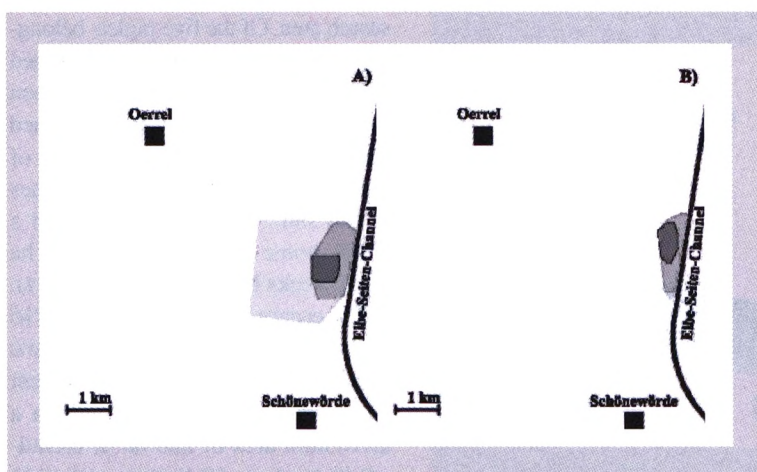 A)
Oerrel
Elbe-Seiten-Channel
1 km
Schönewörde
B)
Oerrel
Elbe-Seiten-Channel
1 km
Schönewörde